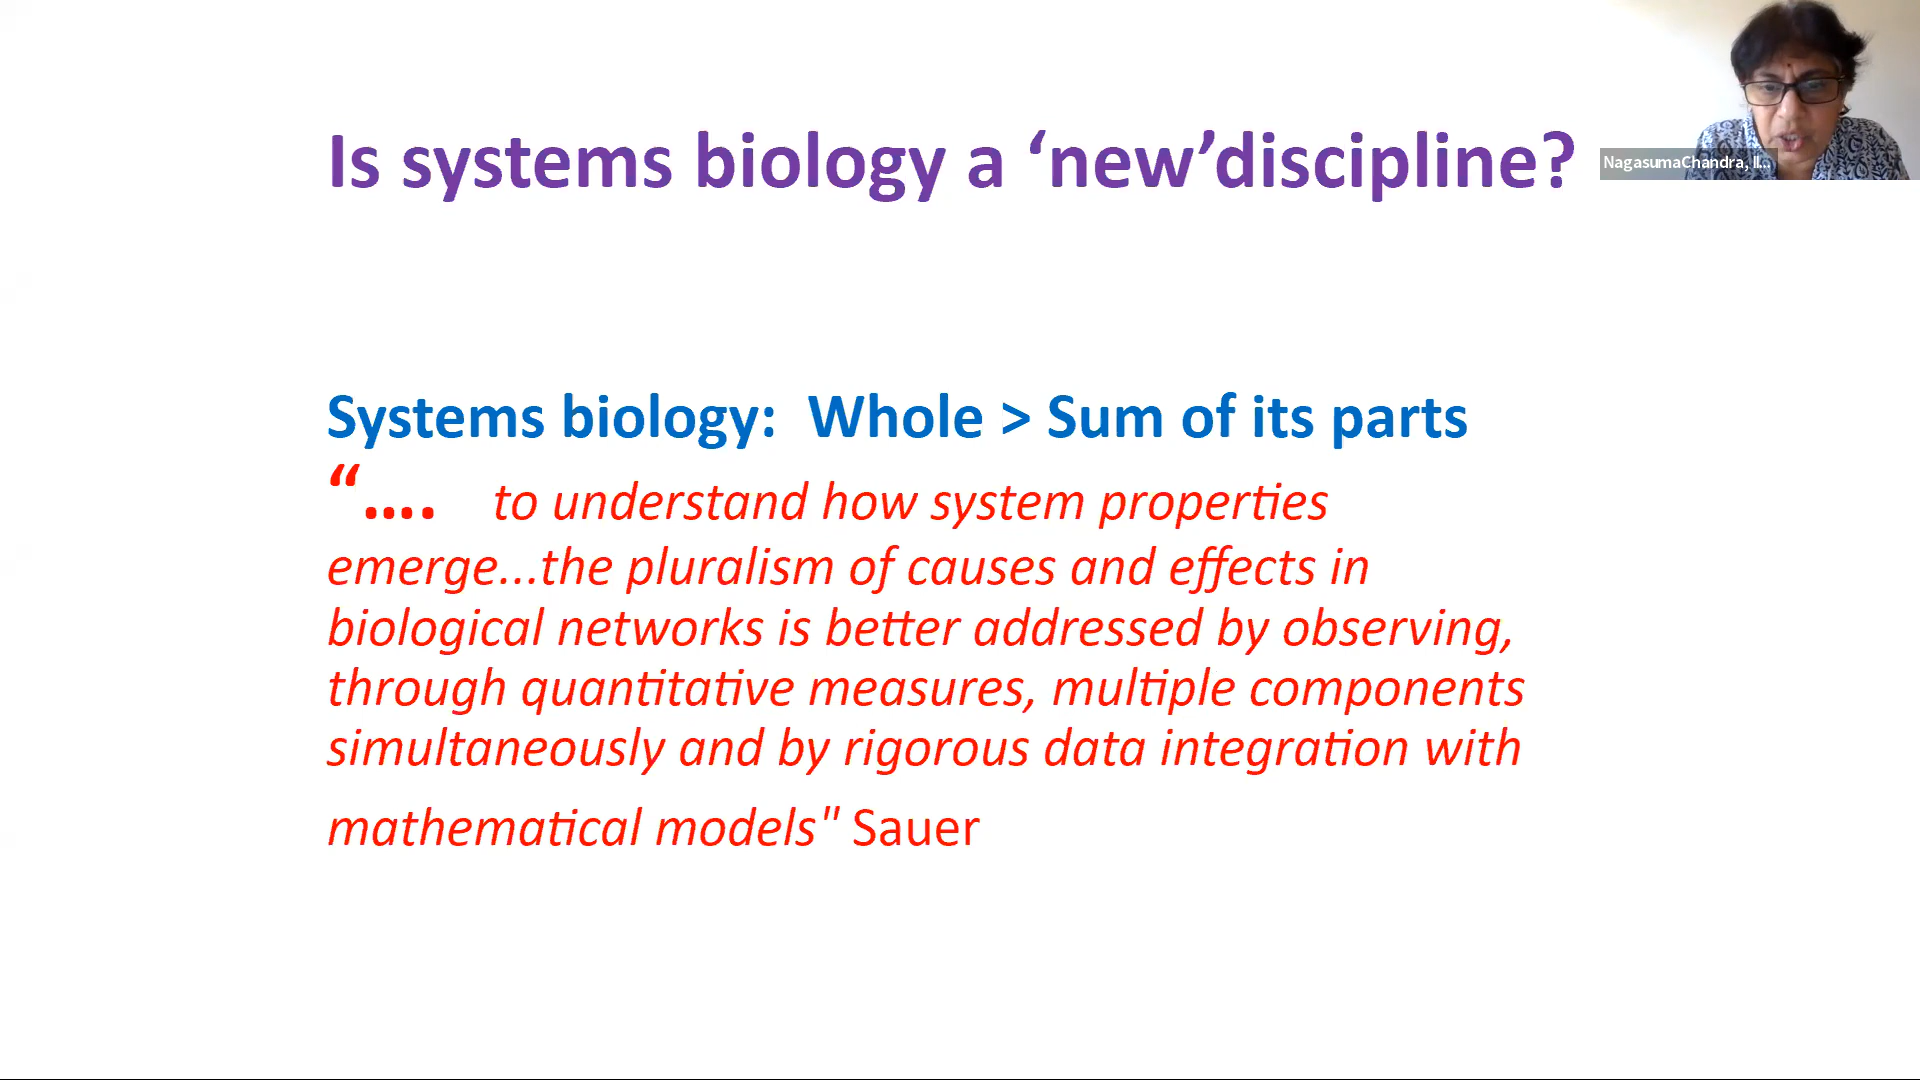 Is systems biology a ‘new’discipline?
NagasumaChandra, II...
Systems biology:  Whole > Sum of its parts
“....    to understand how system properties
emerge...the pluralism of causes and effects in
biological networks is better addressed by observing,
through quantitative measures, multiple components
simultaneously and by rigorous data integration with
mathematical models" Sauer